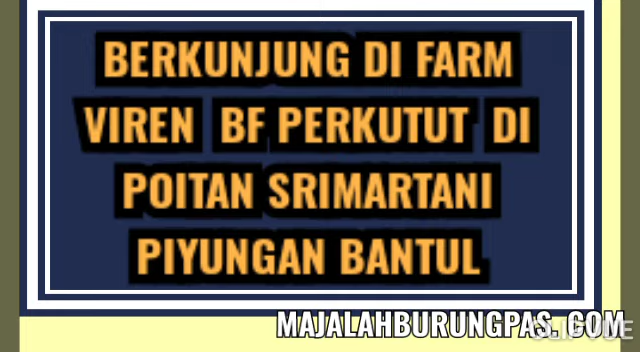 BERKUNJUNG DI FARM
VIREN BF PERKUTUT DI
POITAN SRIMARTANI
PIYUNGAN BANTUL
MAJALAHBURUNGPAS.COM